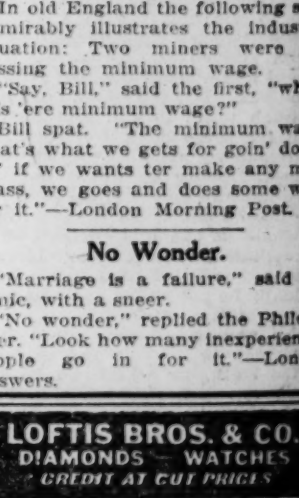 In old England the following s
mirably illustrates the indus
uation: Two miners were
ssing the minimum wage.
"Say, Bill," said the first, "wh
s 'ere minimum wage?"
Bill spat. "The minimum wa
at's what we gets for goin' do
' if we wants ter make any m
ass, we goes and does some w
r it."—London Morning Post.
No Wonder.
"Marriage is a failure," said
nic, with a sneer.
"No wonder," replied the Phil
er. "Look how many inexperien
ople go in for it."—Lon
swers.
LOFTIS BROS. & CO.
DIAMONDS — WATCHES
CREDIT AT CUT PRICES